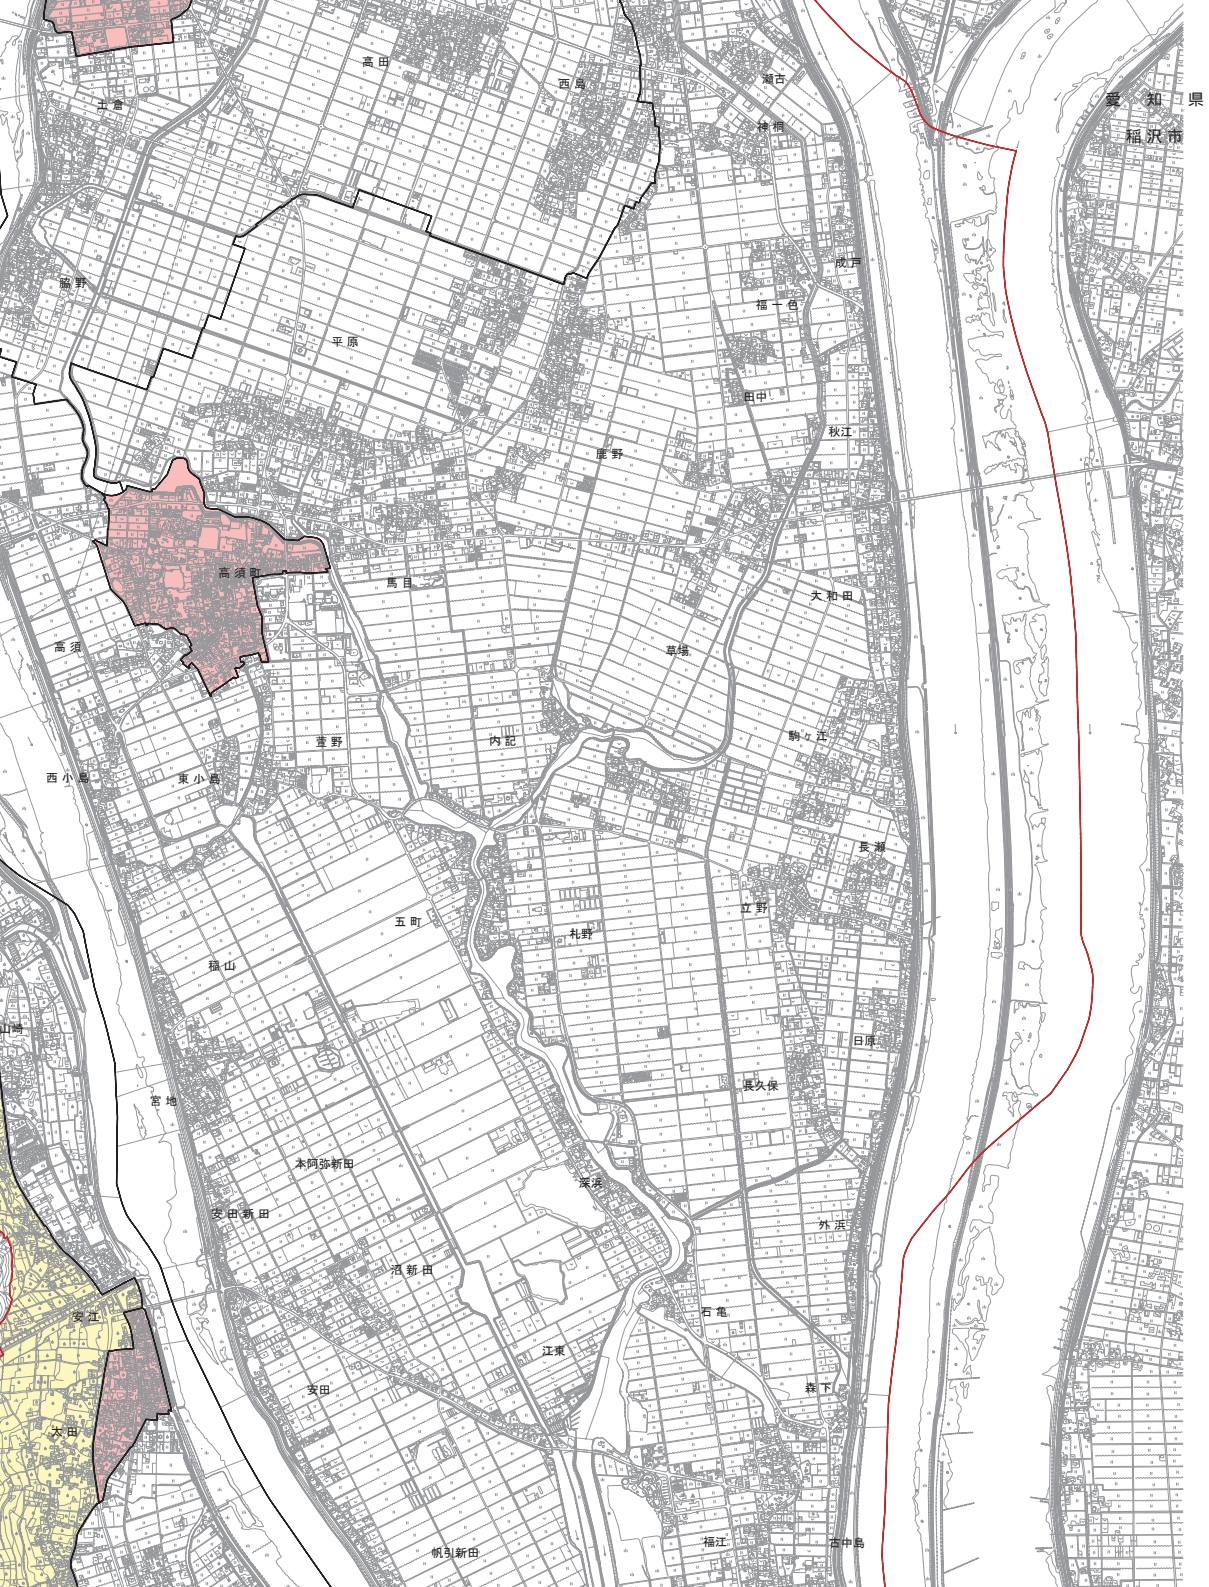 高田
西島
瀬古
愛知県
土倉
神桐
稲沢市
成戸
脇野
福一色
平原
田中
秋江
鹿野
高須町
馬目
大和田
高須
草場
駒ヶ江
萱野
内記
西小島
東小島
長瀬
立野
五町
札野
稲山
山崎
日原
長久保
宮地
本阿弥新田
深浜
安田新田
外浜
沼新田
石亀
安江
江東
安田
森下
太田
福江
古中島
帆引新田